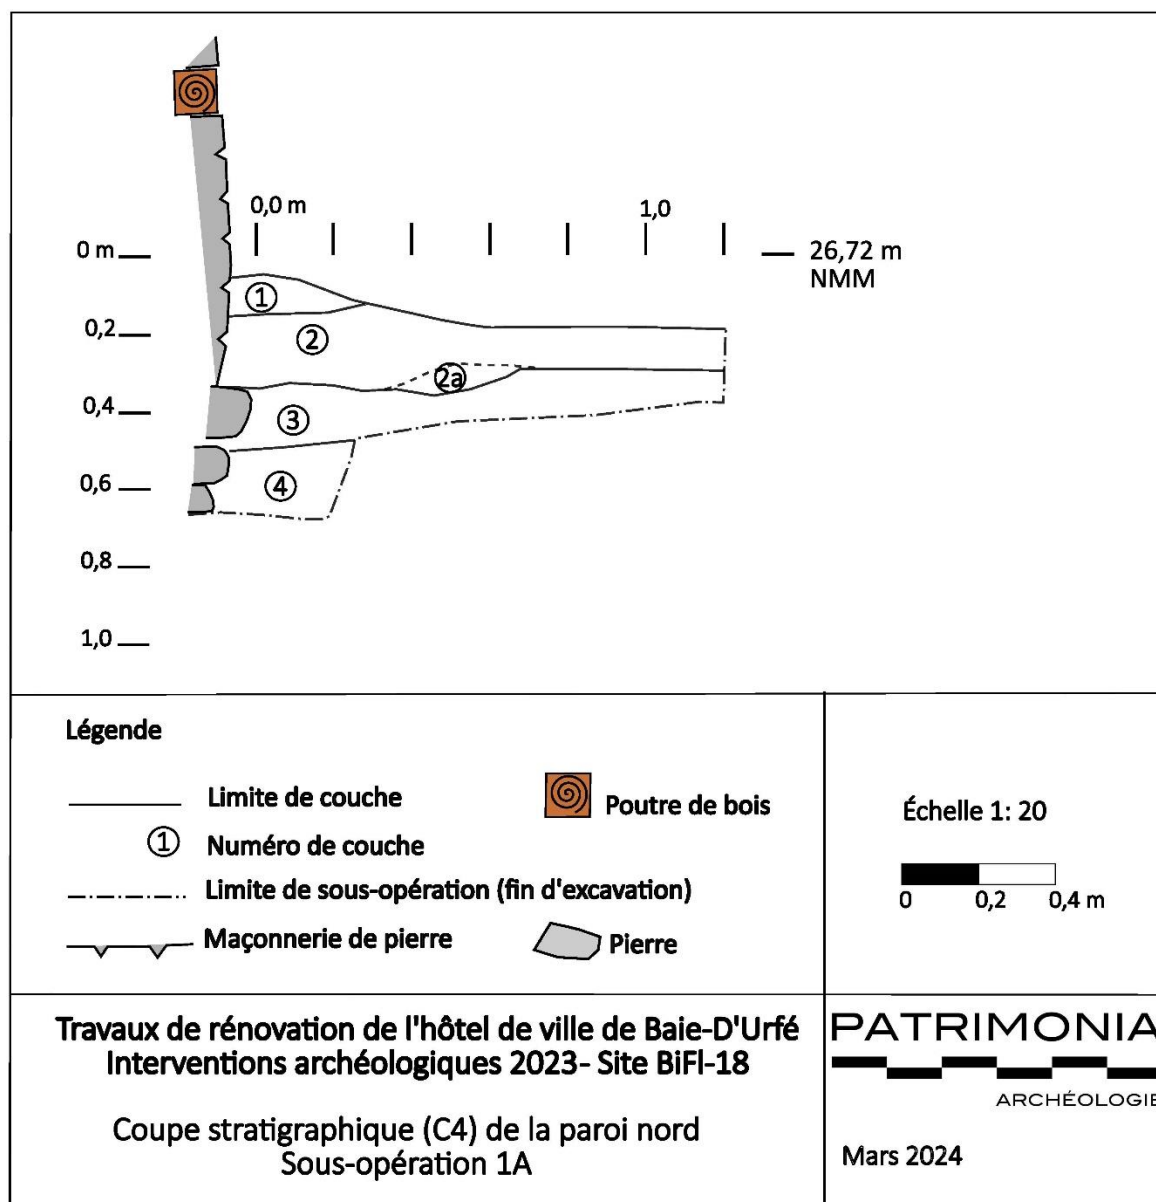 0,0 m
1,0
0 m
26,72 m
NMM
1
0,2
2
2a
0,4
3
0,6
4
0,8
1,0
Légende
Limite de couche
Poutre de bois
1
Numéro de couche
Limite de sous-opération (fin d'excavation)
Maçonnerie de pierre
Pierre
Échelle 1: 20
0 0,2 0,4 m
Travaux de rénovation de l'hôtel de ville de Baie-D'Urfé
Interventions archéologiques 2023- Site BiFl-18
Coupe stratigraphique (C4) de la paroi nord
Sous-opération 1A
PATRIMONIA
ARCHÉOLOGIE
Mars 2024